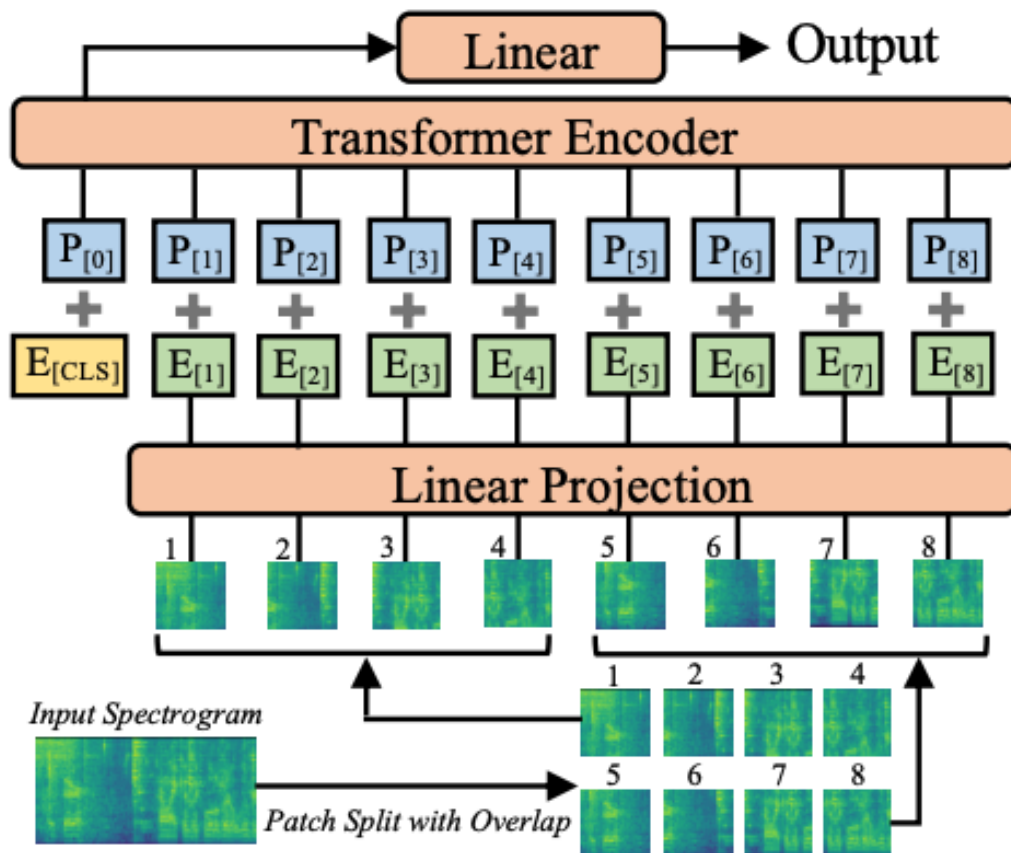 Linear Output
Transformer Encoder
P[0] P[1] P[2] P[3] P[4] P[5] P[6] P[7] P[8]
+ + + + + + + + +
E[CLS] E[1] E[2] E[3] E[4] E[5] E[6] E[7] E[8]
Linear Projection
1 2 3 4 5 6 7 8
1 2 3 4
Input Spectrogram
5 6 7 8
Patch Split with Overlap